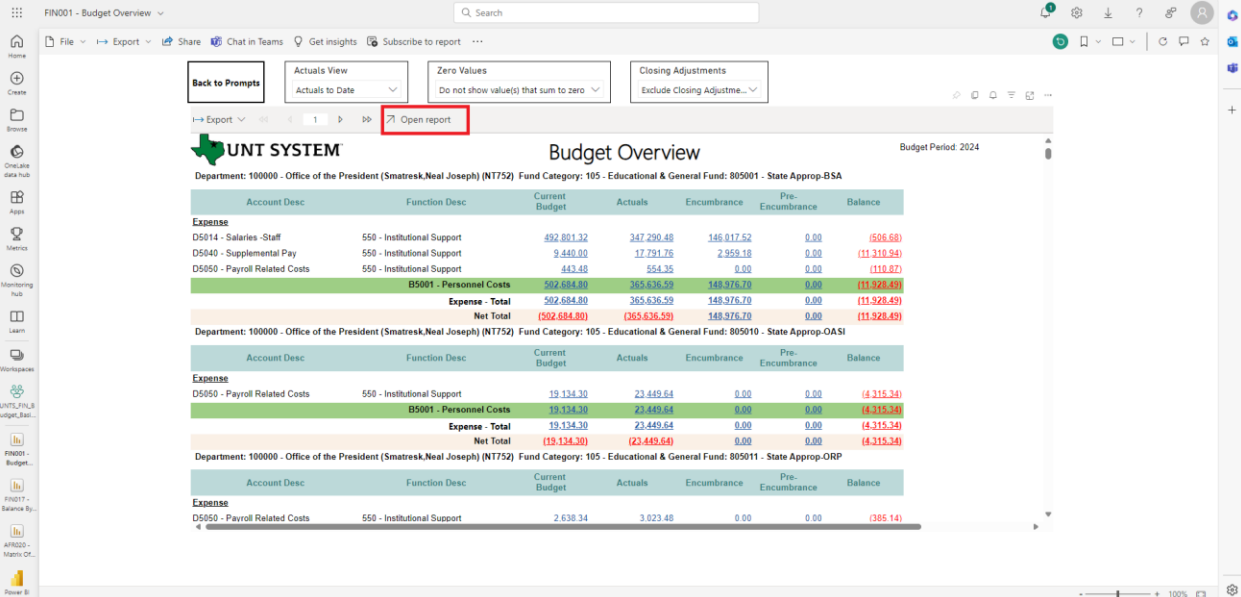 FIN001 - Budget Overview
Search
1
File Export Share Chat in Teams Get insights Subscribe to report ...
Home
Create
Browse
OneLake
data hub
Apps
Metrics
Monitoring
hub
Learn
Workspaces
UNTS_FIN_B
udget_Basi...
FIN001 -
Budget...
FIN017 -
Balance By...
AFR020 -
Matrix Of...
Power BI
Back to Prompts
Actuals View
Actuals to Date
Zero Values
Do not show value(s) that sum to zero
Closing Adjustments
Exclude Closing Adjustme...
Export 1 Open report
UNT SYSTEM
Budget Overview
Budget Period: 2024
Department: 100000 - Office of the President (Smatresk,Neal Joseph) (NT752) Fund Category: 105 - Educational & General Fund: 805001 - State Approp-BSA
Account Desc Function Desc Current Budget Actuals Encumbrance Pre-Encumbrance Balance
Expense
D5014 - Salaries -Staff 550 - Institutional Support 492,801.32 347,290.48 146,017.52 0.00 (506.68)
D5040 - Supplemental Pay 550 - Institutional Support 9,440.00 17,791.76 2,959.18 0.00 (11,310.94)
D5050 - Payroll Related Costs 550 - Institutional Support 443.48 554.35 0.00 0.00 (110.87)
B5001 - Personnel Costs 502,684.80 365,636.59 148,976.70 0.00 (11,928.49)
Expense - Total 502,684.80 365,636.59 148,976.70 0.00 (11,928.49)
Net Total (502,684.80) (365,636.59) 148,976.70 0.00 (11,928.49)
Department: 100000 - Office of the President (Smatresk,Neal Joseph) (NT752) Fund Category: 105 - Educational & General Fund: 805010 - State Approp-OASI
Account Desc Function Desc Current Budget Actuals Encumbrance Pre-Encumbrance Balance
Expense
D5050 - Payroll Related Costs 550 - Institutional Support 19,134.30 23,449.64 0.00 0.00 (4,315.34)
B5001 - Personnel Costs 19,134.30 23,449.64 0.00 0.00 (4,315.34)
Expense - Total 19,134.30 23,449.64 0.00 0.00 (4,315.34)
Net Total (19,134.30) (23,449.64) 0.00 0.00 (4,315.34)
Department: 100000 - Office of the President (Smatresk,Neal Joseph) (NT752) Fund Category: 105 - Educational & General Fund: 805011 - State Approp-ORP
Account Desc Function Desc Current Budget Actuals Encumbrance Pre-Encumbrance Balance
Expense
D5050 - Payroll Related Costs 550 - Institutional Support 2,638.34 3,023.48 0.00 0.00 (385.14)
100%